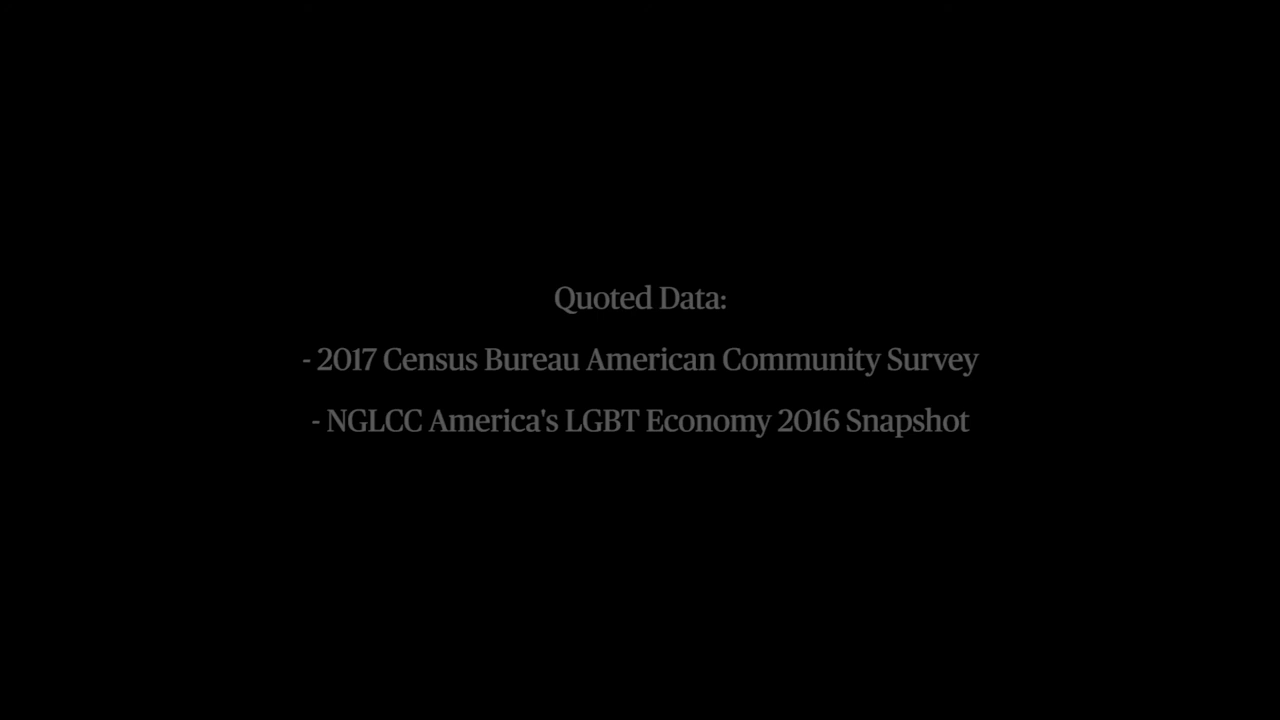 Quoted Data:
- 2017 Census Bureau American Community Survey
- NGLCC America's LGBT Economy 2016 Snapshot